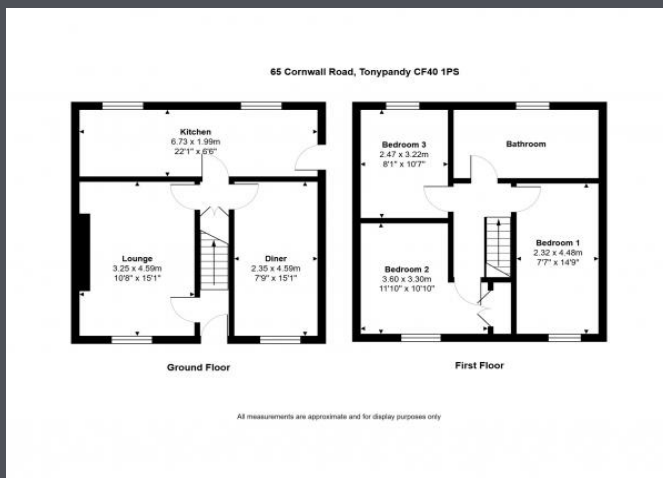 65 Cornwall Road, Tonypandy CF40 1PS
Kitchen
6.73 x 1.99m
22'1" x 6'6"
Lounge
3.25 x 4.59m
10'8" x 15'1"
Diner
2.35 x 4.59m
7'9" x 15'1"
Ground Floor
Bedroom 3
2.47 x 3.22m
8'1" x 10'7"
Bathroom
Bedroom 1
2.32 x 4.48m
7'7" x 14'9"
Bedroom 2
3.60 x 3.30m
11'10" x 10'10"
First Floor
All measurements are approximate and for display purposes only